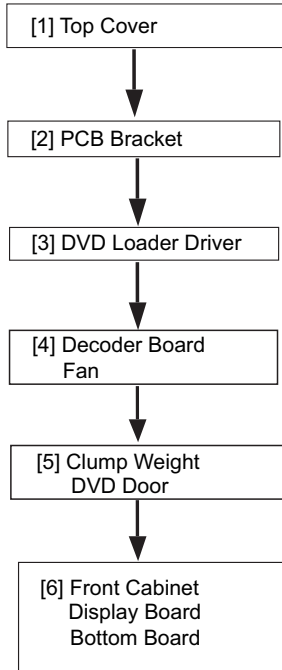 [1] Top Cover
[2] PCB Bracket
[3] DVD Loader Driver
[4] Decoder Board
Fan
[5] Clump Weight
DVD Door
[6] Front Cabinet
Display Board
Bottom Board